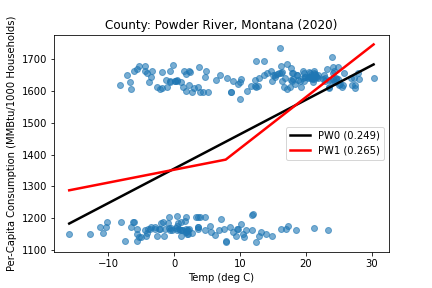 County: Powder River, Montana (2020)
Per-Capita Consumption (MMBtu/1000 Households)
1700
1600
1500
1400
1300
1200
1100
PW0 (0.249)
PW1 (0.265)
−10
0
10
20
30
Temp (deg C)